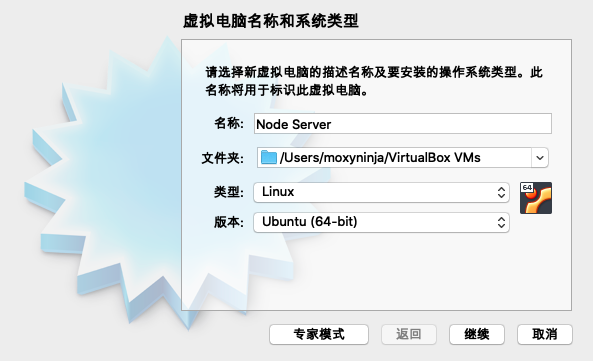 虚拟电脑名称和系统类型
请选择新虚拟电脑的描述名称及要安装的操作系统类型。此
名称将用于标识此虚拟电脑。
名称: Node Server
文件夹: /Users/moxyninja/VirtualBox VMs
类型: Linux
64
版本: Ubuntu (64-bit)
专家模式 返回 继续 取消